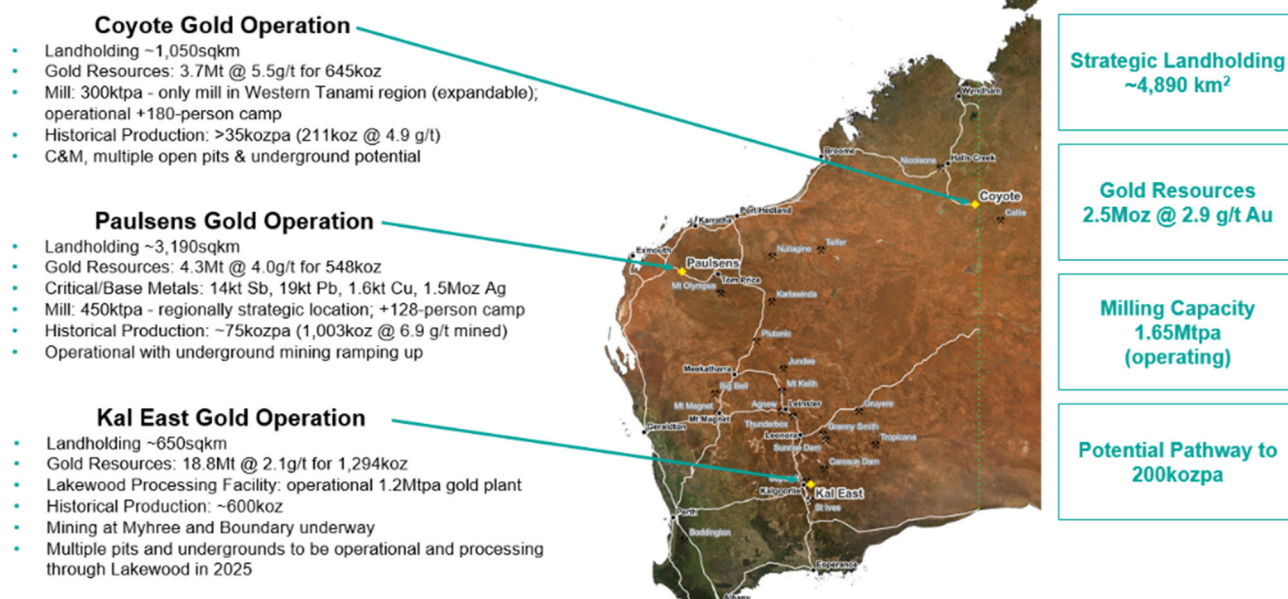 Coyote Gold Operation
• Landholding ~1,050sqkm
• Gold Resources: 3.7Mt @ 5.5g/t for 645koz
• Mill: 300ktpa - only mill in Western Tanami region (expandable);
operational +180-person camp
• Historical Production: >35kozpa (211koz @ 4.9 g/t)
• C&M, multiple open pits & underground potential
Paulsens Gold Operation
• Landholding ~3,190sqkm
• Gold Resources: 4.3Mt @ 4.0g/t for 548koz
• Critical/Base Metals: 14kt Sb, 19kt Pb, 1.6kt Cu, 1.5Moz Ag
• Mill: 450ktpa - regionally strategic location; +128-person camp
• Historical Production: ~75kozpa (1,003koz @ 6.9 g/t mined)
• Operational with underground mining ramping up
Kal East Gold Operation
• Landholding ~650sqkm
• Gold Resources: 18.8Mt @ 2.1g/t for 1,294koz
• Lakewood Processing Facility: operational 1.2Mtpa gold plant
• Historical Production: ~600koz
• Mining at Myhree and Boundary underway
• Multiple pits and undergrounds to be operational and processing
through Lakewood in 2025
Wyndham
Broome
Nicolsons
Halls Creek
Coyote
Callie
Port Hedland
Karratha
Exmouth
Nullagine
Telfer
Paulsens
Tom Price
Mt Olympus
Karlawinda
Plutonic
Jundee
Meekatharra
Big Bell
Mt Keith
Mt Magnet
Mt Magnet
Agnew
Leinster
Gruyere
Thunderbox
Geraldton
Leonora
Granny Smith
Sunrise Dam
Tropicana
Carosue Dam
Kalgoorlie
Kal East
St Ives
Perth
Boddington
Esperance
Albany
Strategic Landholding
~4,890 km²
Gold Resources
2.5Moz @ 2.9 g/t Au
Milling Capacity
1.65Mtpa
(operating)
Potential Pathway to
200kozpa